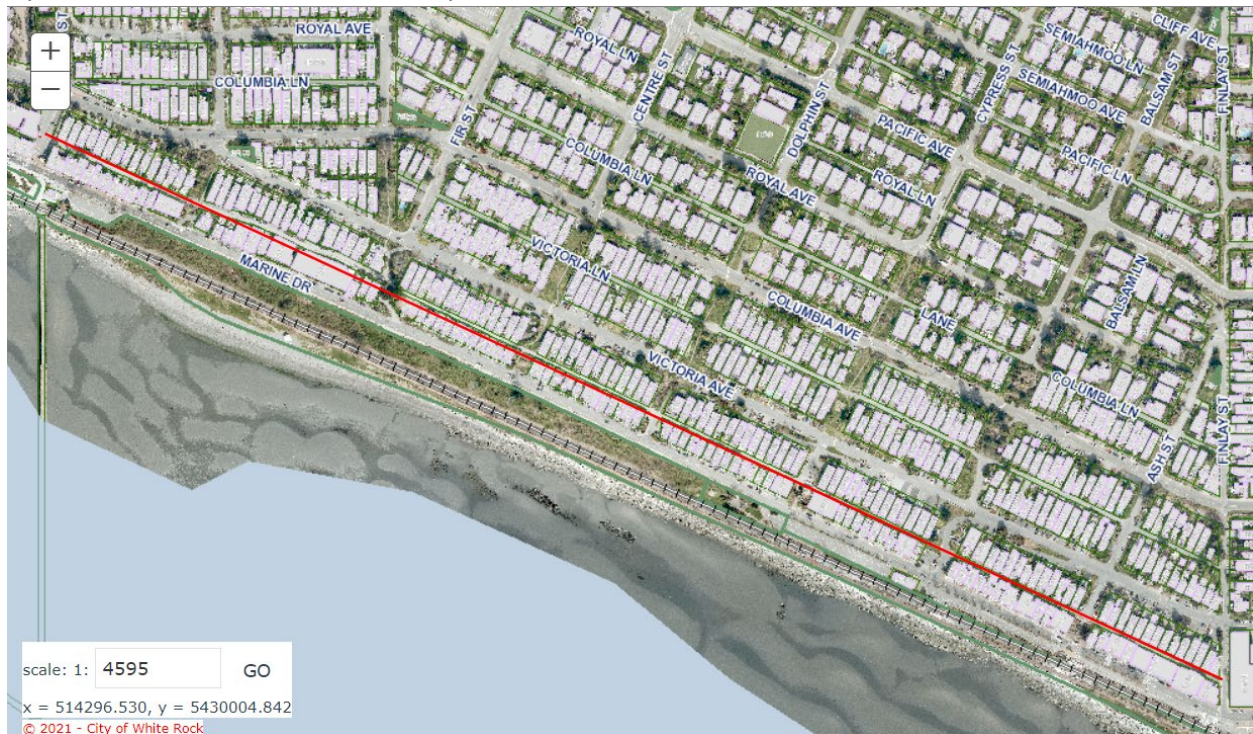 ST
ROYAL AVE
COLUMBIA LN
FIR ST
ROYAL LN
CENTRE ST
COLUMBIA LN
DOLPHIN ST
ROYAL AVE
PACIFIC AVE
ROYAL LN
CYPRESS ST
SEMIAHMOO LN
SEMIAHMOO AVE
CLIFF AVE
BALSAM ST
FINLAY ST
PACIFIC LN
MARINE DR
VICTORIA LN
COLUMBIA AVE
LANE
BALSAM LN
VICTORIA AVE
COLUMBIA LN
ASH ST
FINLAY ST
+
−
scale: 1: 4595 GO
x = 514296.530, y = 5430004.842
© 2021 - City of White Rock